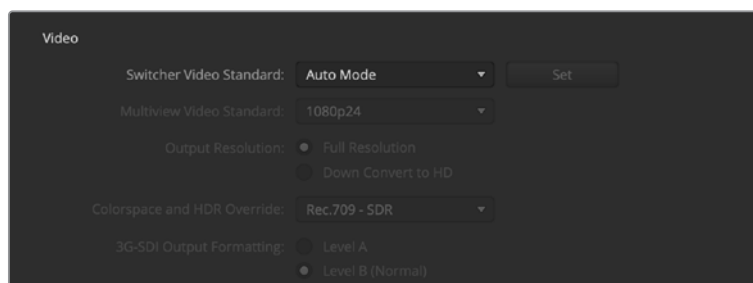 Video
Switcher Video Standard: Auto Mode Set
Multiview Video Standard: 1080p24
Output Resolution: Full Resolution
Down Convert to HD
Colorspace and HDR Override: Rec.709 - SDR
3G-SDI Output Formatting: Level A
Level B (Normal)